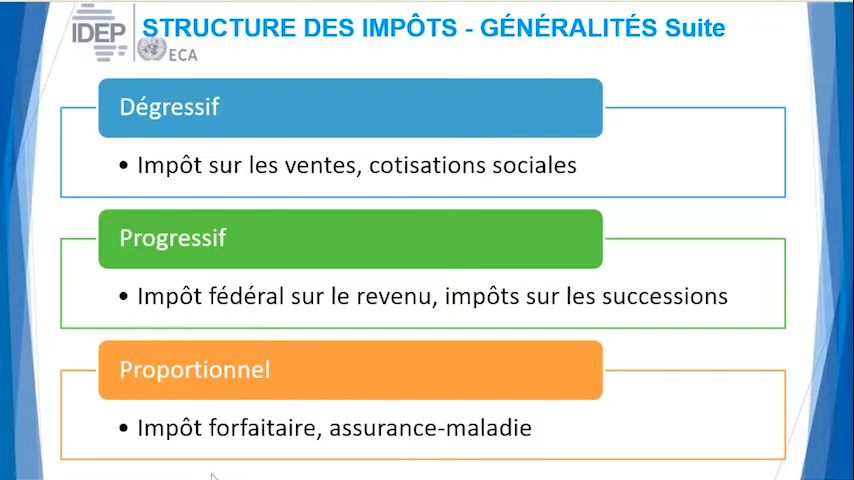 IDEP
ECA
STRUCTURE DES IMPÔTS - GÉNÉRALITÉS Suite
Dégressif
• Impôt sur les ventes, cotisations sociales
Progressif
• Impôt fédéral sur le revenu, impôts sur les successions
Proportionnel
• Impôt forfaitaire, assurance-maladie